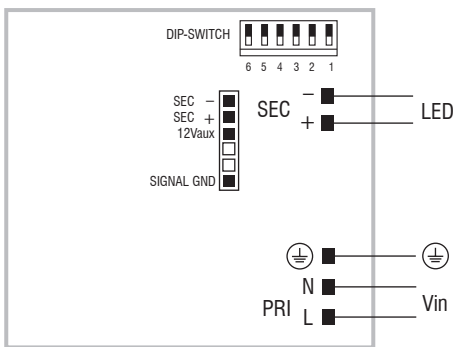 DIP-SWITCH
6 5 4 3 2 1
SEC −
SEC +
12Vaux
SIGNAL GND
SEC
−
+
LED
PRI
N
L
Vin